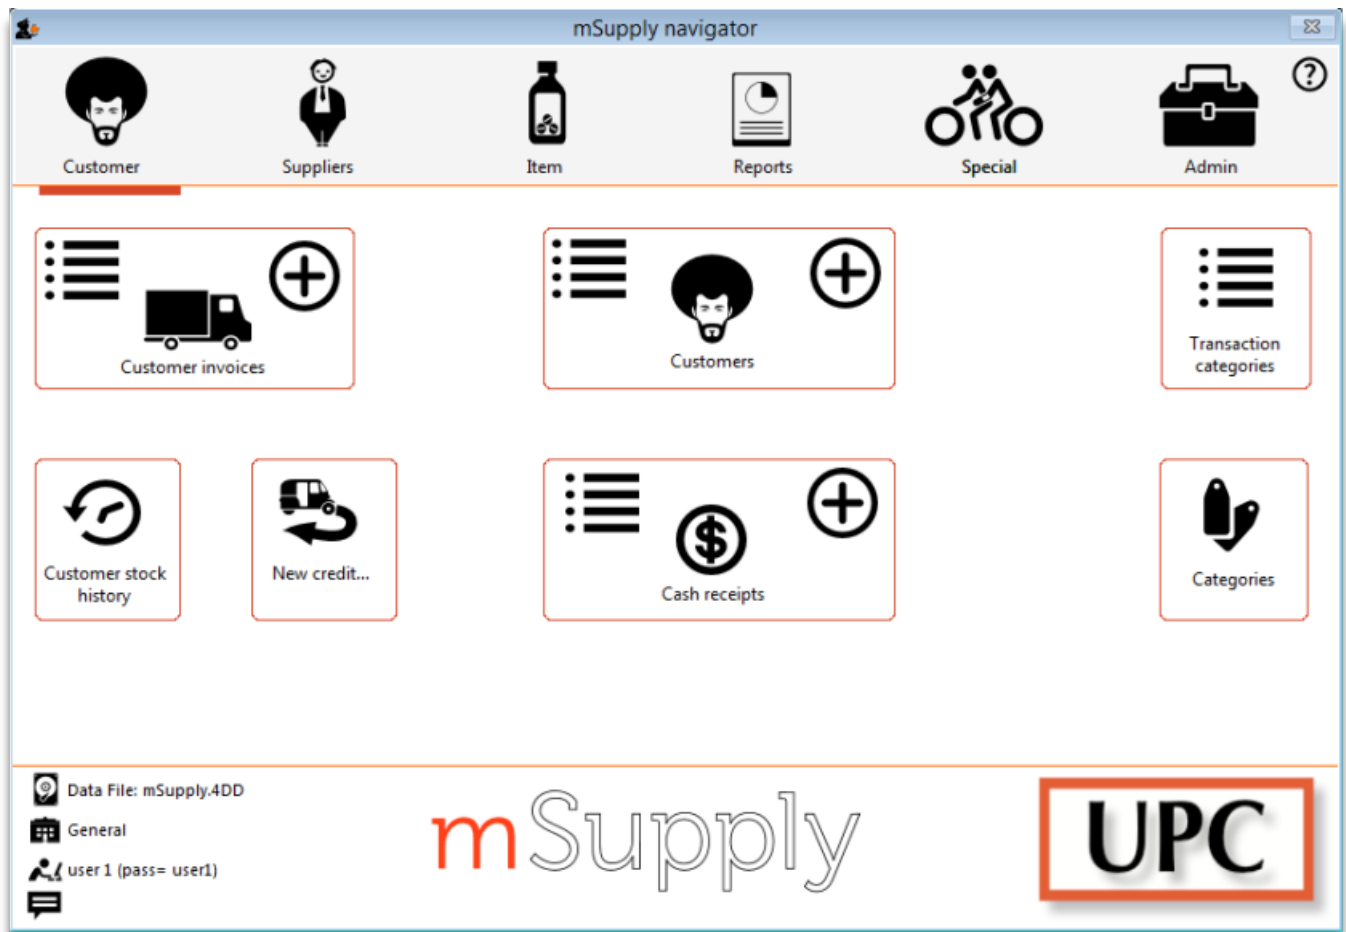 mSupply navigator
Customer
Suppliers
Item
Reports
Special
Admin
Customer invoices
Customers
Transaction
categories
Customer stock
history
New credit...
Cash receipts
Categories
Data File: mSupply.4DD
General
user 1 (pass= user1)
mSupply
UPC